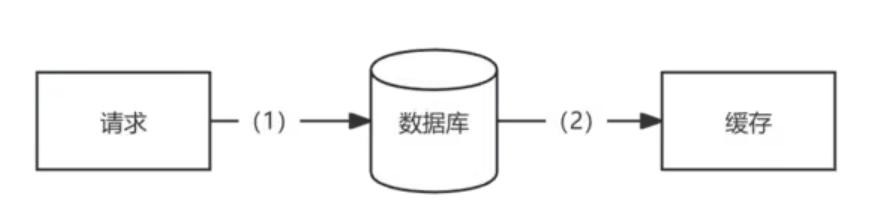 请求
（1）
数据库
（2）
缓存